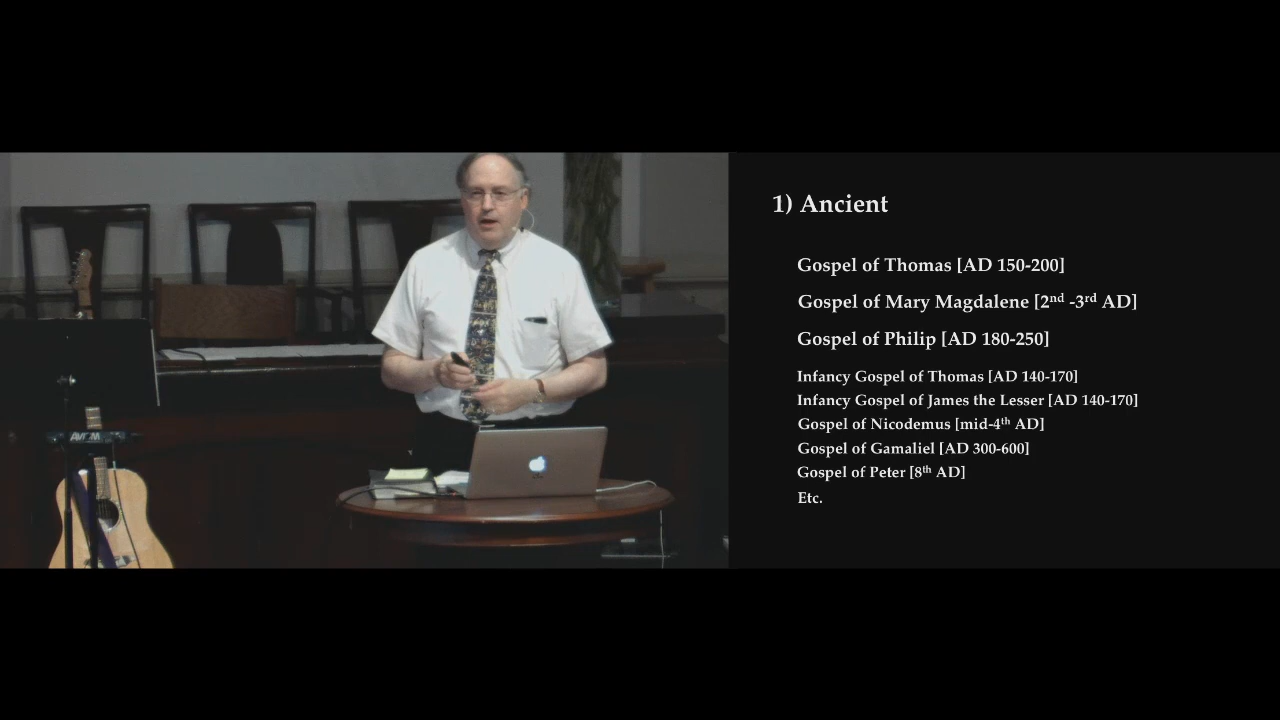 1) Ancient
Gospel of Thomas [AD 150-200]
Gospel of Mary Magdalene [2nd -3rd AD]
Gospel of Philip [AD 180-250]
Infancy Gospel of Thomas [AD 140-170]
Infancy Gospel of James the Lesser [AD 140-170]
Gospel of Nicodemus [mid-4th AD]
Gospel of Gamaliel [AD 300-600]
Gospel of Peter [8th AD]
Etc.
AVIOM